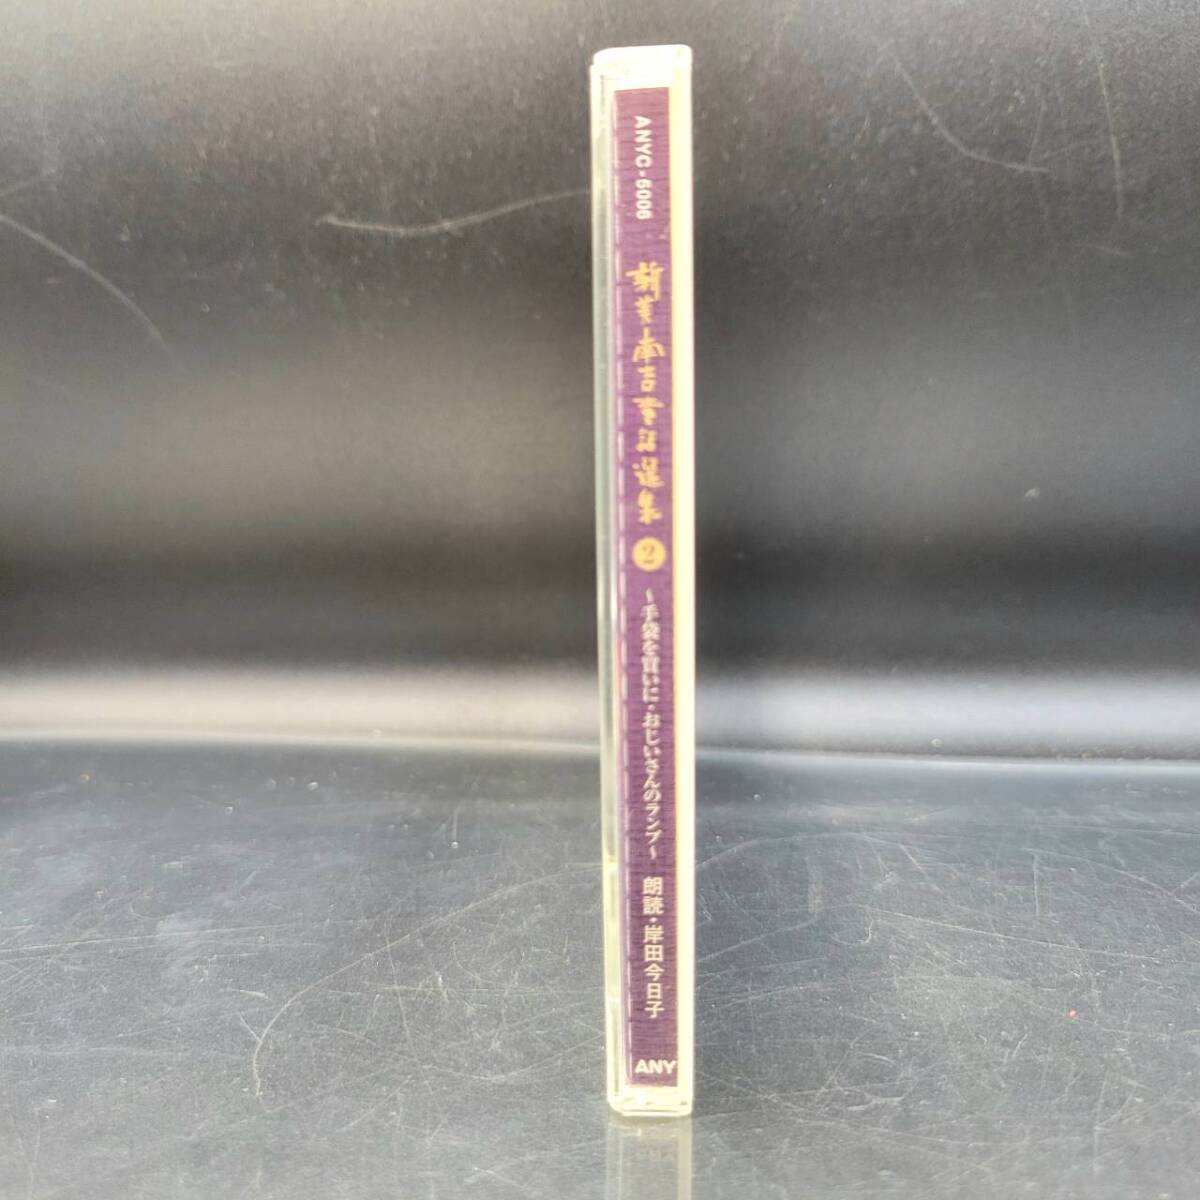 ANYC-5006
新美南吉童話選集
2
～手袋を買いに・おじいさんのランプ～
朗読・岸田今日子
ANY